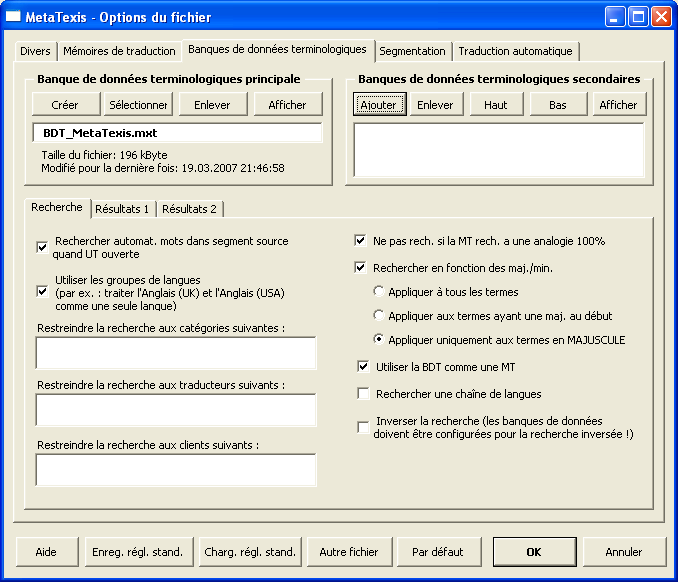 MetaTexis - Options du fichier
Divers
Mémoires de traduction
Banques de données terminologiques
Segmentation
Traduction automatique
Banque de données terminologiques principale
Créer
Sélectionner
Enlever
Afficher
BDT_MetaTexis.mxt
Taille du fichier: 196 kByte
Modifié pour la dernière fois: 19.03.2007 21:46:58
Banques de données terminologiques secondaires
Ajouter
Enlever
Haut
Bas
Afficher
Recherche
Résultats 1
Résultats 2
Rechercher automat. mots dans segment source
quand UT ouverte
Utiliser les groupes de langues
(par ex. : traiter l'Anglais (UK) et l'Anglais (USA)
comme une seule langue)
Restreindre la recherche aux catégories suivantes :
Restreindre la recherche aux traducteurs suivants :
Restreindre la recherche aux clients suivants :
Ne pas rech. si la MT rech. a une analogie 100%
Rechercher en fonction des maj./min.
Appliquer à tous les termes
Appliquer aux termes ayant une maj. au début
Appliquer uniquement aux termes en MAJUSCULE
Utiliser la BDT comme une MT
Rechercher une chaîne de langues
Inverser la recherche (les banques de données
doivent être configurées pour la recherche inversée !)
Aide
Enreg. régl. stand.
Charg. régl. stand.
Autre fichier
Par défaut
OK
Annuler